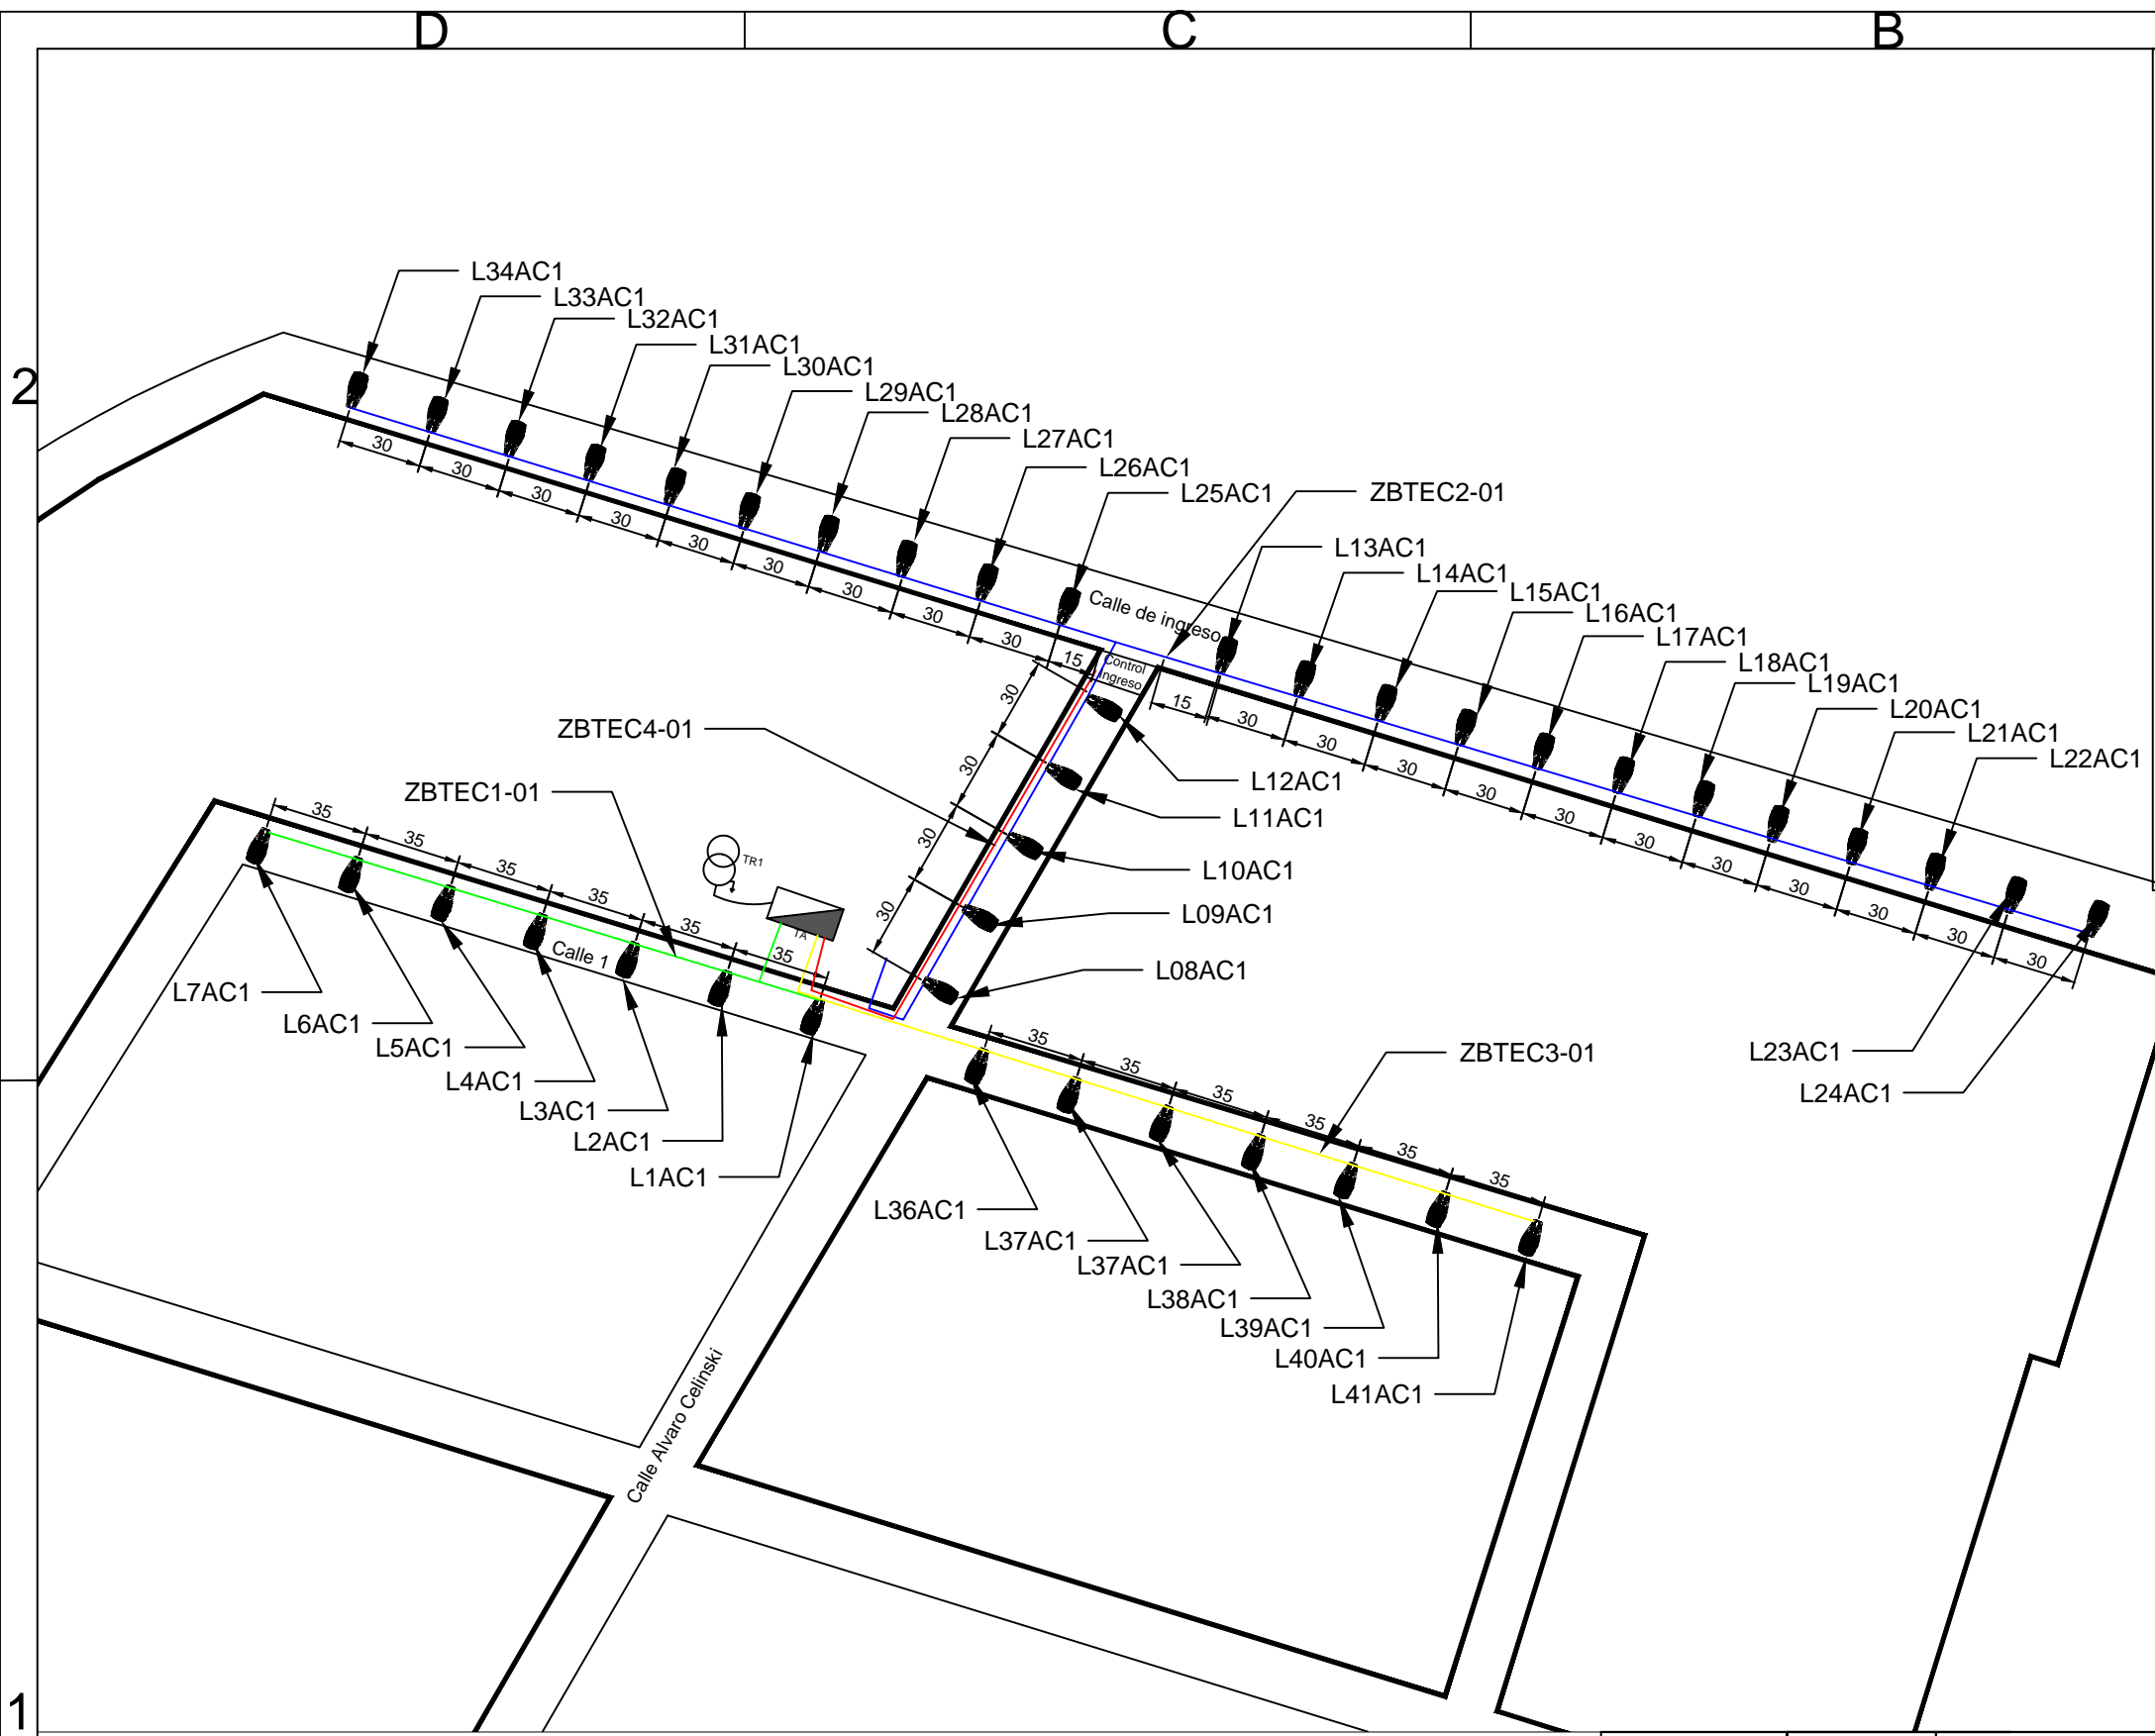 D
C
B
2
1
L34AC1
L33AC1
L32AC1
L31AC1
L30AC1
L29AC1
L28AC1
L27AC1
L26AC1
L25AC1
ZBTEC2-01
L13AC1
L14AC1
L15AC1
L16AC1
L17AC1
L18AC1
L19AC1
L20AC1
L21AC1
L22AC1
30
30
30
30
30
30
30
30
30
15
Calle de ingreso
Control
ingreso
15
30
30
30
30
30
30
30
30
30
30
30
L23AC1
L24AC1
30
30
30
30
ZBTEC4-01
L12AC1
L11AC1
L10AC1
L09AC1
L08AC1
ZBTEC1-01
TR1
TA
35
35
35
35
35
35
Calle 1
L7AC1
L6AC1
L5AC1
L4AC1
L3AC1
L2AC1
L1AC1
35
35
35
35
35
35
ZBTEC3-01
L36AC1
L37AC1
L37AC1
L38AC1
L39AC1
L40AC1
L41AC1
Calle Alvaro Celinski